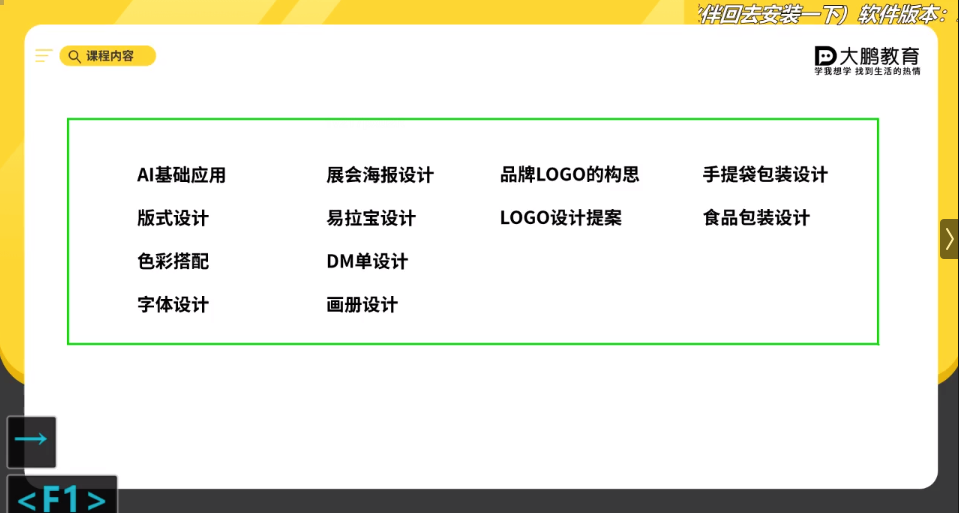 伴回去安装一下）软件版本：
课程内容
大鹏教育
学我想学 找到生活的热情
AI基础应用
版式设计
色彩搭配
字体设计
展会海报设计
易拉宝设计
DM单设计
画册设计
品牌LOGO的构思
LOGO设计提案
手提袋包装设计
食品包装设计
→
<F1>